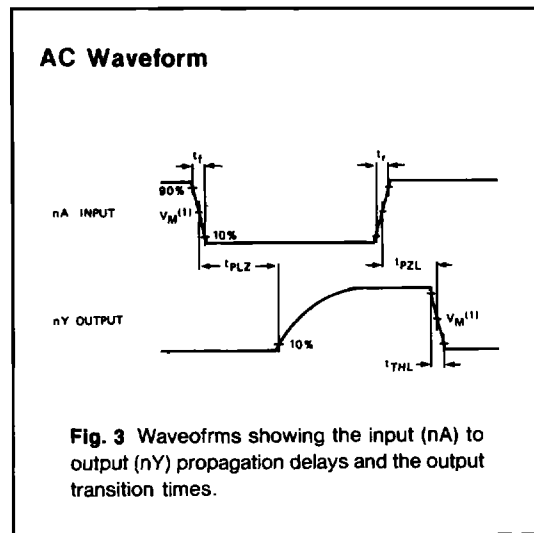 AC Waveform
tf
tr
90%
nA INPUT
VM(1)
10%
tPLZ
tPZL
nY OUTPUT
VM(1)
10%
tTHL
Fig. 3 Waveofrms showing the input (nA) to
output (nY) propagation delays and the output
transition times.